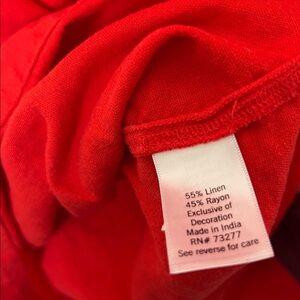 55% Linen
45% Rayon
Exclusive of
Decoration
Made in India
RN# 73277
See reverse for care